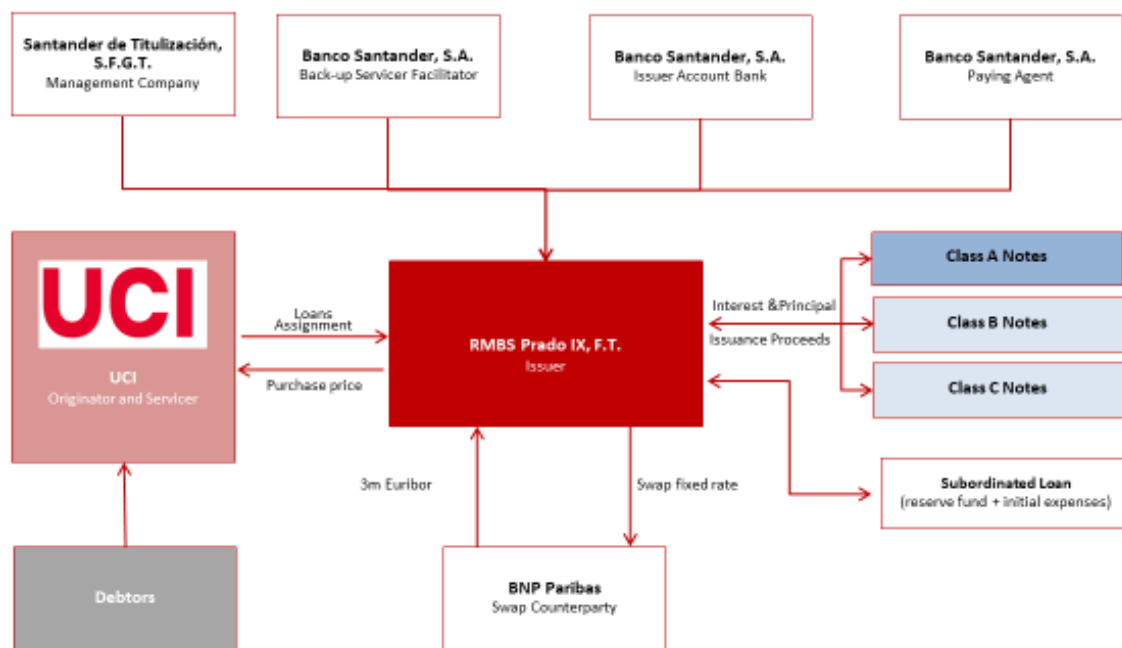 Santander de Titulización,
S.F.G.T.
Management Company
Banco Santander, S.A.
Back-up Servicer Facilitator
Banco Santander, S.A.
Issuer Account Bank
Banco Santander, S.A.
Paying Agent
UCI
UCI
Originator and Servicer
Loans
Assignment
Purchase price
RMBS Prado IX, F.T.
Issuer
Interest &Principal
Issuance Proceeds
Class A Notes
Class B Notes
Class C Notes
3m Euribor
Swap fixed rate
Subordinated Loan
(reserve fund + initial expenses)
Debtors
BNP Paribas
Swap Counterparty